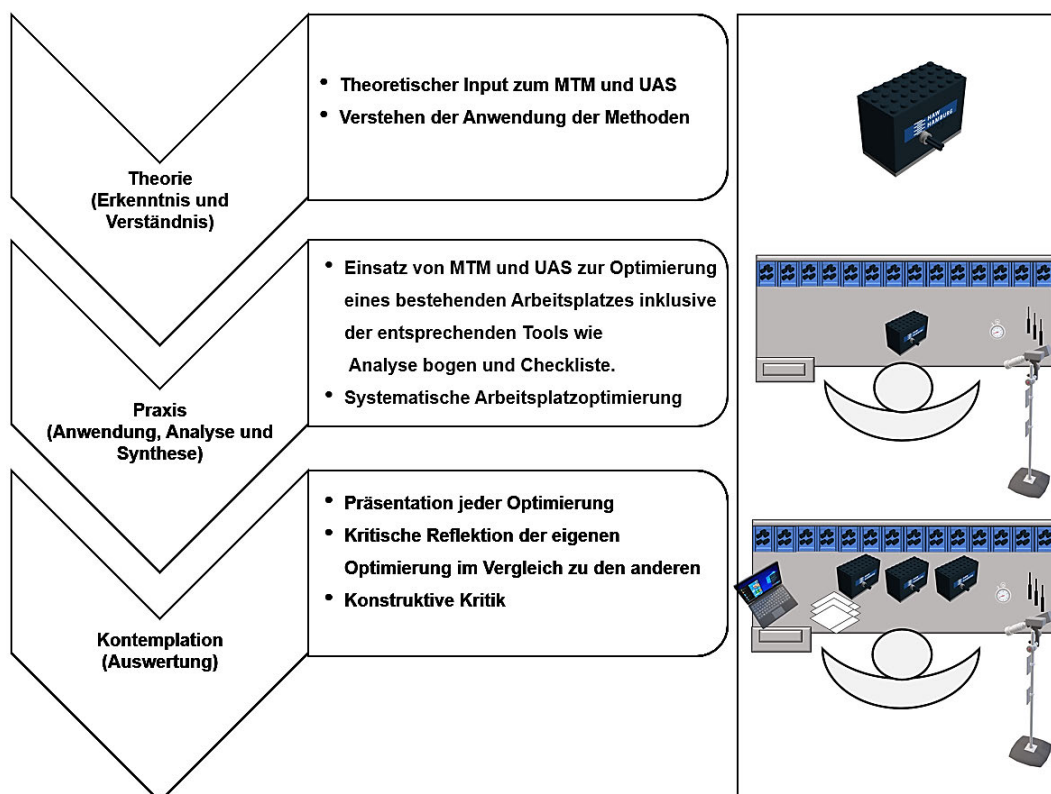 Theorie
(Erkenntnis und
Verständnis)
• Theoretischer Input zum MTM und UAS
• Verstehen der Anwendung der Methoden
HAW
HAMBURG
Praxis
(Anwendung, Analyse und
Synthese)
• Einsatz von MTM und UAS zur Optimierung
eines bestehenden Arbeitsplatzes inklusive
der entsprechenden Tools wie
Analyse bogen und Checkliste.
• Systematische Arbeitsplatzoptimierung
Kontemplation
(Auswertung)
• Präsentation jeder Optimierung
• Kritische Reflektion der eigenen
Optimierung im Vergleich zu den anderen
• Konstruktive Kritik